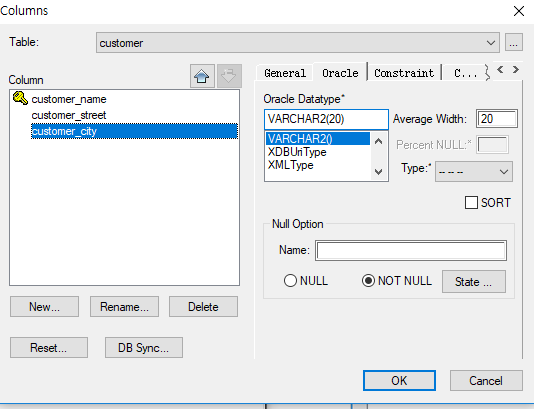 Columns
Table:
customer
...
Column
customer_name
customer_street
customer_city
New...
Rename...
Delete
Reset...
DB Sync...
General
Oracle
Constraint
C...
Oracle Datatype*
VARCHAR2(20)
VARCHAR2()
XDBUriType
XMLType
Average Width:
20
Percent NULL:*
Type:*
-- -- --
SORT
Null Option
Name:
NULL
NOT NULL
State ...
OK
Cancel